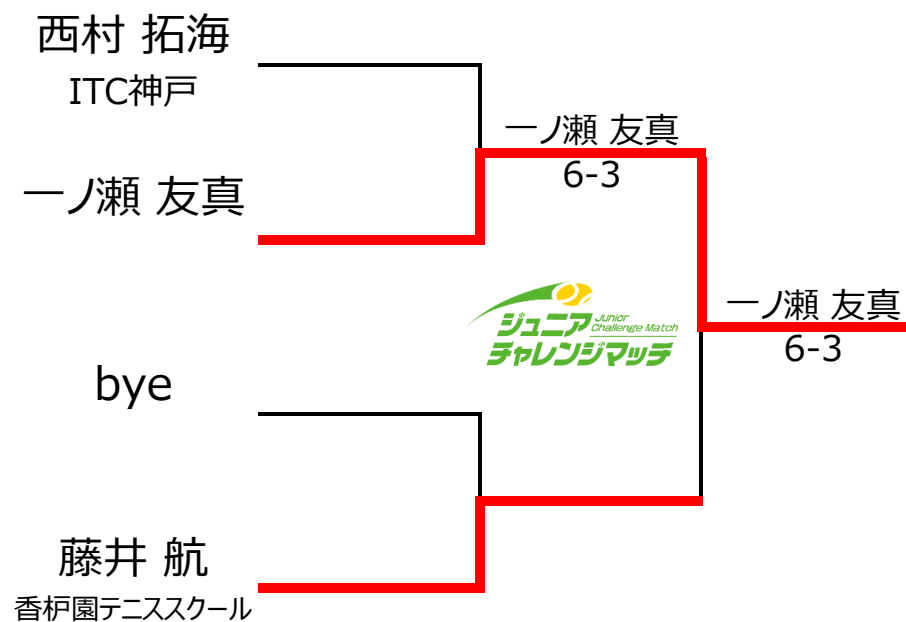 西村 拓海
ITC神戸
一ノ瀬 友真
6-3
一ノ瀬 友真
ジュニア Junior
チャレンジマッチ Challenge Match
一ノ瀬 友真
6-3
bye
藤井 航
香枦園テニススクール